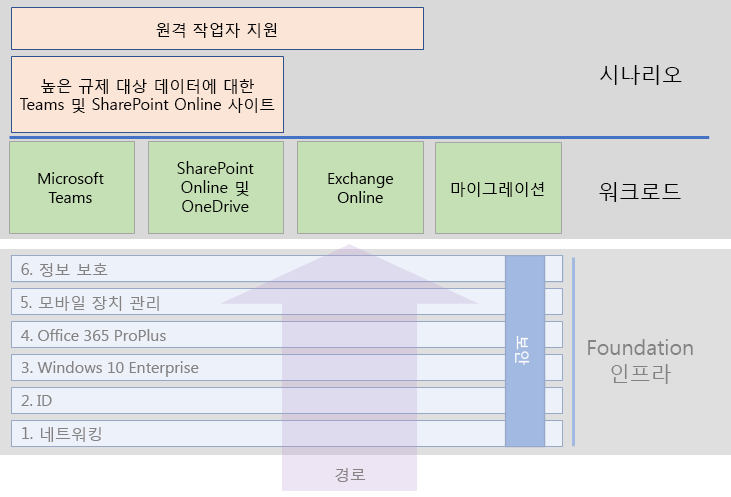 원격 작업자 지원
높은 규제 대상 데이터에 대한
Teams 및 SharePoint Online 사이트
시나리오
Microsoft
Teams
SharePoint
Online 및
OneDrive
Exchange
Online
마이그레이션
워크로드
6. 정보 보호
5. 모바일 장치 관리
4. Office 365 ProPlus
3. Windows 10 Enterprise
2. ID
1. 네트워킹
보안
Foundation
인프라
경로